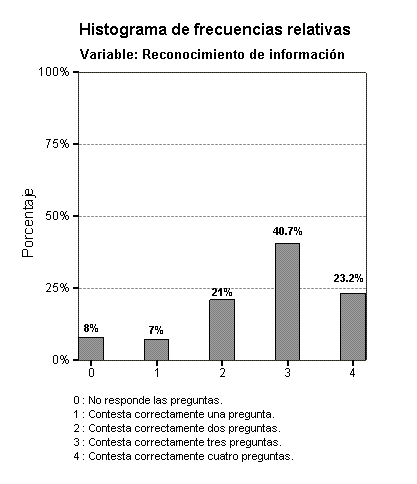 Histograma de frecuencias relativas
Variable: Reconocimiento de información
Porcentaje
100%
75%
50%
25%
0%
8%
7%
21%
40.7%
23.2%
0 1 2 3 4
0 : No responde las preguntas.
1 : Contesta correctamente una pregunta.
2 : Contesta correctamente dos preguntas.
3 : Contesta correctamente tres preguntas.
4 : Contesta correctamente cuatro preguntas.